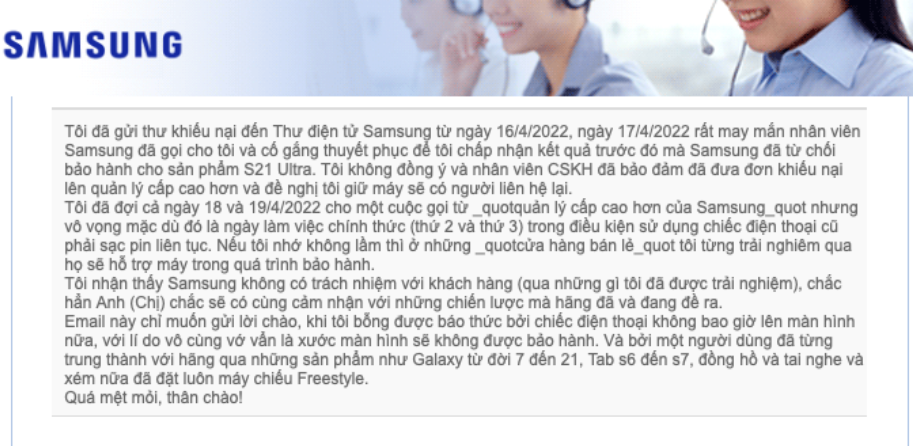 SAMSUNG
Tôi đã gửi thư khiếu nại đến Thư điện tử Samsung từ ngày 16/4/2022, ngày 17/4/2022 rất may mắn nhân viên
Samsung đã gọi cho tôi và cố gắng thuyết phục để tôi chấp nhận kết quả trước đó mà Samsung đã từ chối
bảo hành cho sản phẩm S21 Ultra. Tôi không đồng ý và nhân viên CSKH đã bảo đảm đã đưa đơn khiếu nại
lên quản lý cấp cao hơn và đề nghị tôi giữ máy sẽ có người liên hệ lại.
Tôi đã đợi cả ngày 18 và 19/4/2022 cho một cuộc gọi từ _quotquản lý cấp cao hơn của Samsung_quot nhưng
vô vọng mặc dù đó là ngày làm việc chính thức (thứ 2 và thứ 3) trong điều kiện sử dụng chiếc điện thoại cũ
phải sạc pin liên tục. Nếu tôi nhớ không lầm thì ở những _quotcửa hàng bán lẻ_quot tôi từng trải nghiêm qua
họ sẽ hỗ trợ máy trong quá trình bảo hành.
Tôi nhận thấy Samsung không có trách nhiệm với khách hàng (qua những gì tôi đã được trải nghiệm), chắc
hẳn Anh (Chị) chắc sẽ có cùng cảm nhận với những chiến lược mà hãng đã và đang đề ra.
Email này chỉ muốn gửi lời chào, khi tôi bỗng được báo thức bởi chiếc điện thoại không bao giờ lên màn hình
nữa, với lí do vô cùng vớ vẩn là xước màn hình sẽ không được bảo hành. Và bởi một người dùng đã từng
trung thành với hãng qua những sản phẩm như Galaxy từ đời 7 đến 21, Tab s6 đến s7, đồng hồ và tai nghe và
xém nữa đã đặt luôn máy chiếu Freestyle.
Quá mệt mỏi, thân chào!